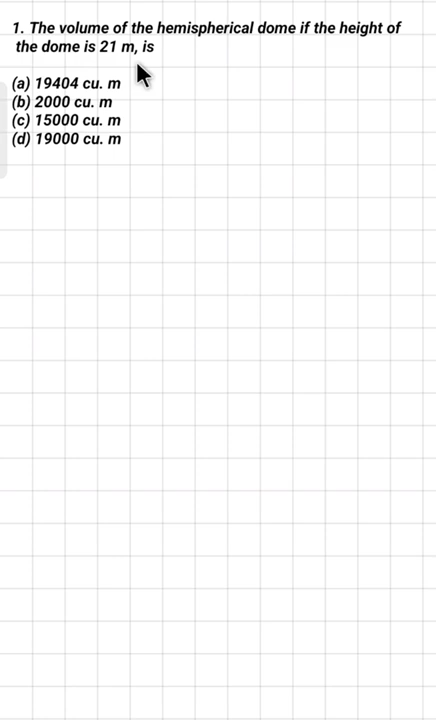 1. The volume of the hemispherical dome if the height of
the dome is 21 m, is
(a) 19404 cu. m
(b) 2000 cu. m
(c) 15000 cu. m
(d) 19000 cu. m